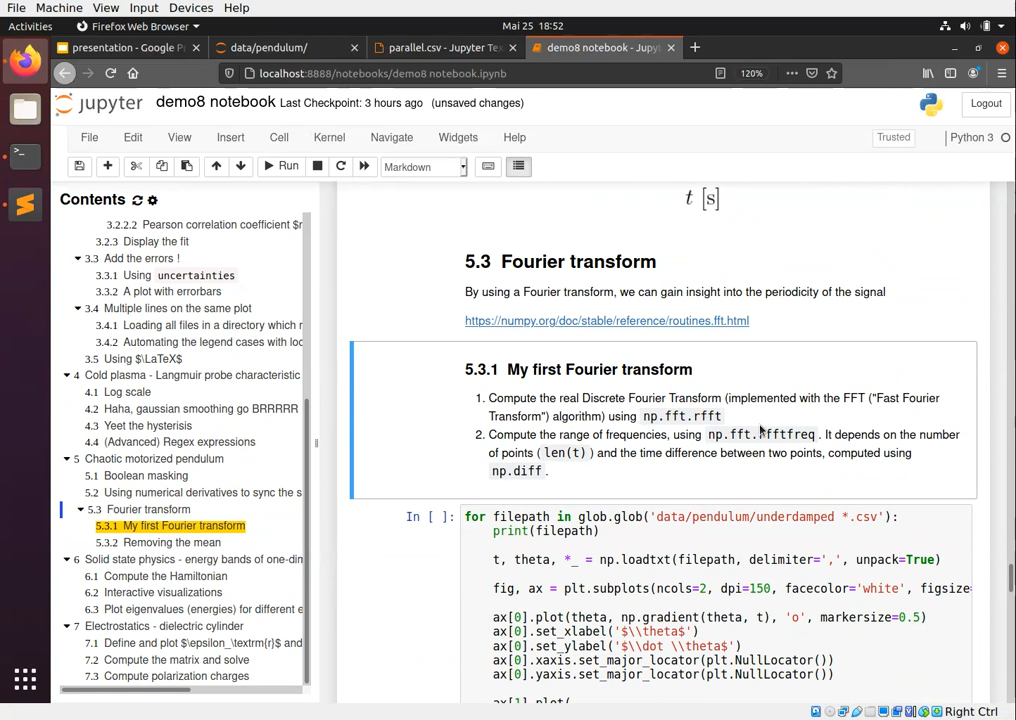 File Machine View Input Devices Help
Activities Firefox Web Browser Mai 25 18:52
presentation - Google P data/pendulum/ parallel.csv - Jupyter Te demo8 notebook - Jupyt
localhost:8888/notebooks/demo8 notebook.ipynb 120%
jupyter demo8 notebook Last Checkpoint: 3 hours ago (unsaved changes) Logout
File Edit View Insert Cell Kernel Navigate Widgets Help Trusted Python 3
Run Markdown
Contents
3.2.2.2 Pearson correlation coefficient $r
3.2.3 Display the fit
3.3 Add the errors !
3.3.1 Using uncertainties
3.3.2 A plot with errorbars
3.4 Multiple lines on the same plot
3.4.1 Loading all files in a directory which r
3.4.2 Automating the legend cases with loc
3.5 Using $\LaTeX$
4 Cold plasma - Langmuir probe characteristic
4.1 Log scale
4.2 Haha, gaussian smoothing go BRRRRR
4.3 Yeet the hysterisis
4.4 (Advanced) Regex expressions
5 Chaotic motorized pendulum
5.1 Boolean masking
5.2 Using numerical derivatives to sync the s
5.3 Fourier transform
5.3.1 My first Fourier transform
5.3.2 Removing the mean
6 Solid state physics - energy bands of one-dir
6.1 Compute the Hamiltonian
6.2 Interactive visualizations
6.3 Plot eigenvalues (energies) for different e
7 Electrostatics - dielectric cylinder
7.1 Define and plot $\epsilon_\textrm{r}$ and
7.2 Compute the matrix and solve
7.3 Compute polarization charges
t [s]
5.3 Fourier transform
By using a Fourier transform, we can gain insight into the periodicity of the signal
https://numpy.org/doc/stable/reference/routines.fft.html
5.3.1 My first Fourier transform
1. Compute the real Discrete Fourier Transform (implemented with the FFT ("Fast Fourier
Transform") algorithm) using np.fft.rfft
2. Compute the range of frequencies, using np.fft.rfftfreq. It depends on the number
of points (len(t)) and the time difference between two points, computed using
np.diff.
In [ ]: for filepath in glob.glob('data/pendulum/underdamped *.csv'):
print(filepath)
t, theta, *_ = np.loadtxt(filepath, delimiter=',', unpack=True)
fig, ax = plt.subplots(ncols=2, dpi=150, facecolor='white', figsize=
ax[0].plot(theta, np.gradient(theta, t), 'o', markersize=0.5)
ax[0].set_xlabel('$\\theta$')
ax[0].set_ylabel('$\\dot \\theta$')
ax[0].xaxis.set_major_locator(plt.NullLocator())
ax[0].yaxis.set_major_locator(plt.NullLocator())
ax[1].plot(
Right Ctrl